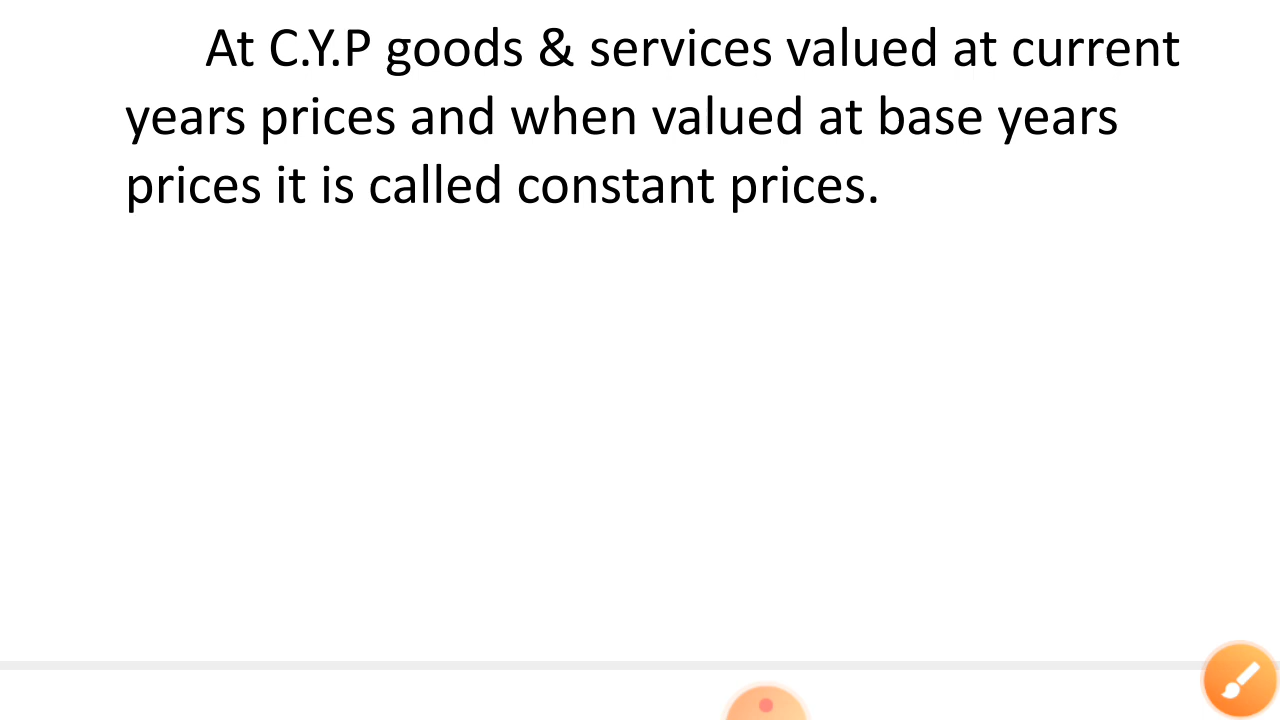 At C.Y.P goods & services valued at current
years prices and when valued at base years
prices it is called constant prices.